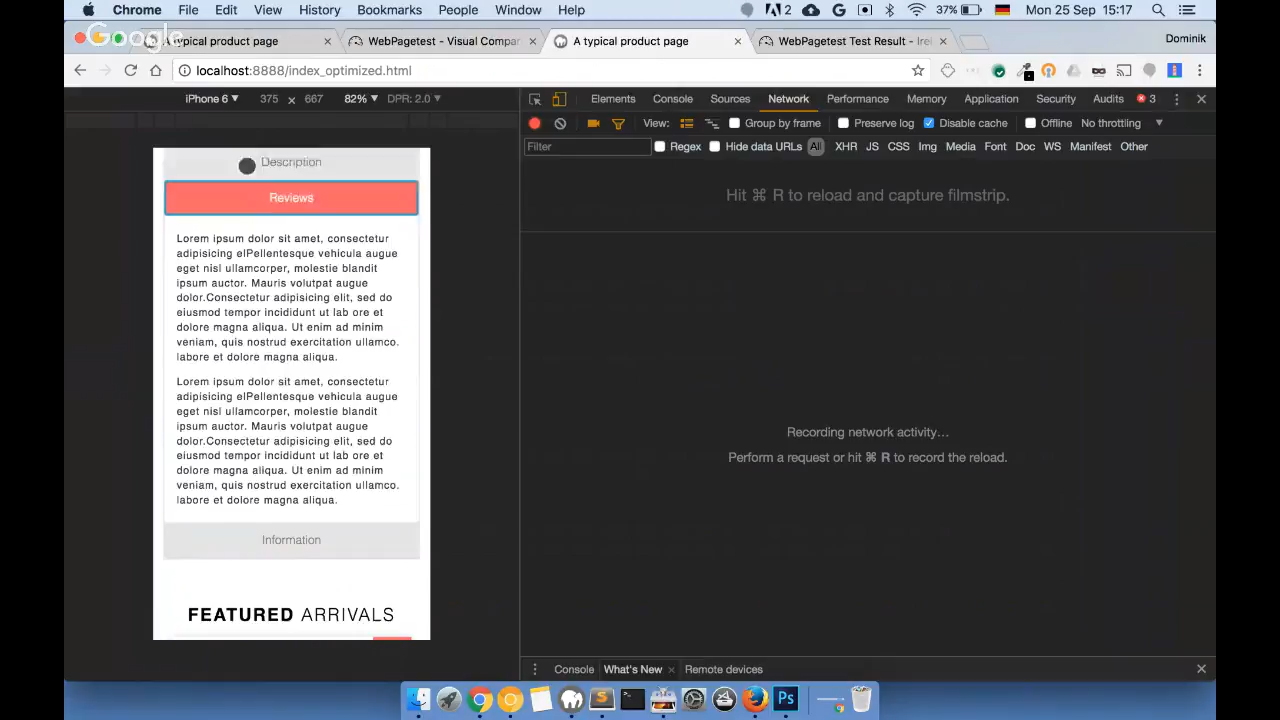 Chrome File Edit View History Bookmarks People Window Help 2 37% Mon 25 Sep 15:17
Google
A typical product page
WebPagetest - Visual Compar
A typical product page
WebPagetest Test Result - Irel
Dominik
localhost:8888/index_optimized.html
iPhone 6 ▼ 375 × 667 82% ▼ DPR: 2.0 ▼
Elements Console Sources Network Performance Memory Application Security Audits 3
View: Group by frame Preserve log Disable cache Offline No throttling ▼
Filter Regex Hide data URLs All XHR JS CSS Img Media Font Doc WS Manifest Other
Hit ⌘ R to reload and capture filmstrip.
Recording network activity…
Perform a request or hit ⌘ R to record the reload.
Description
Reviews
Lorem ipsum dolor sit amet, consectetur
adipisicing elPellentesque vehicula augue
eget nisl ullamcorper, molestie blandit
ipsum auctor. Mauris volutpat augue
dolor.Consectetur adipisicing elit, sed do
eiusmod tempor incididunt ut lab ore et
dolore magna aliqua. Ut enim ad minim
veniam, quis nostrud exercitation ullamco.
labore et dolore magna aliqua.
Lorem ipsum dolor sit amet, consectetur
adipisicing elPellentesque vehicula augue
eget nisl ullamcorper, molestie blandit
ipsum auctor. Mauris volutpat augue
dolor.Consectetur adipisicing elit, sed do
eiusmod tempor incididunt ut lab ore et
dolore magna aliqua. Ut enim ad minim
veniam, quis nostrud exercitation ullamco.
labore et dolore magna aliqua.
Information
FEATURED ARRIVALS
Console What's New × Remote devices
Ps